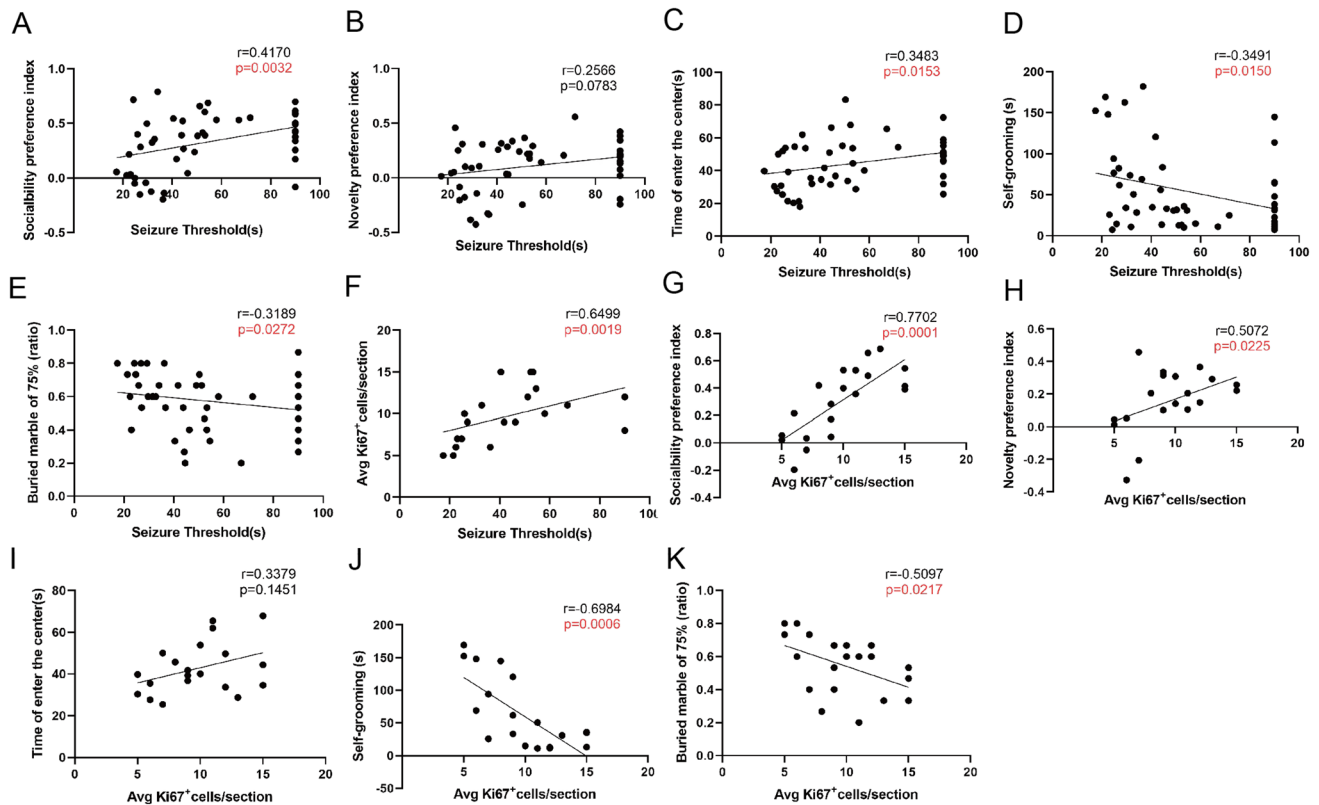 A
r=0.4170
p=0.0032
Socialbility preference index
1.0
0.5
0.0
-0.5
20 40 60 80 100
Seizure Threshold(s)
B
r=0.2566
p=0.0783
Novelty preference index
1.0
0.5
0.0
-0.5
20 40 60 80 100
Seizure Threshold(s)
C
r=0.3483
p=0.0153
Time of enter the center(s)
100
80
60
40
20
0
0 20 40 60 80 100
Seizure Threshold(s)
D
r=-0.3491
p=0.0150
Self-grooming (s)
200
150
100
50
0
0 20 40 60 80 100
Seizure Threshold(s)
E
r=-0.3189
p=0.0272
Buried marble of 75% (ratio)
1.0
0.8
0.6
0.4
0.2
0.0
0 20 40 60 80 100
Seizure Threshold(s)
F
r=0.6499
p=0.0019
Avg Ki67+ cells/section
20
15
10
5
0
0 20 40 60 80 100
Seizure Threshold(s)
G
r=0.7702
p=0.0001
Socialbility preference index
0.8
0.6
0.4
0.2
0.0
-0.2
-0.4
5 10 15 20
Avg Ki67+cells/section
H
r=0.5072
p=0.0225
Novelty preference index
0.6
0.4
0.2
0.0
-0.2
-0.4
5 10 15 20
Avg Ki67+cells/section
I
r=0.3379
p=0.1451
Time of enter the center(s)
80
60
40
20
0
0 5 10 15 20
Avg Ki67+cells/section
J
r=-0.6984
p=0.0006
Self-grooming (s)
200
150
100
50
0
-50
5 10 15 20
Avg Ki67+cells/section
K
r=-0.5097
p=0.0217
Buried marble of 75% (ratio)
1.0
0.8
0.6
0.4
0.2
0.0
0 5 10 15 20
Avg Ki67+cells/section